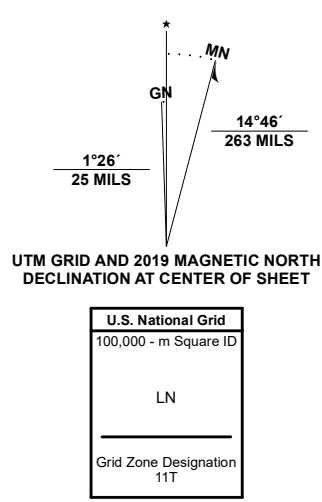 ★
MN
GN
14°46´
263 MILS
1°26´
25 MILS
UTM GRID AND 2019 MAGNETIC NORTH
DECLINATION AT CENTER OF SHEET
U.S. National Grid
100,000 - m Square ID
LN
Grid Zone Designation
11T